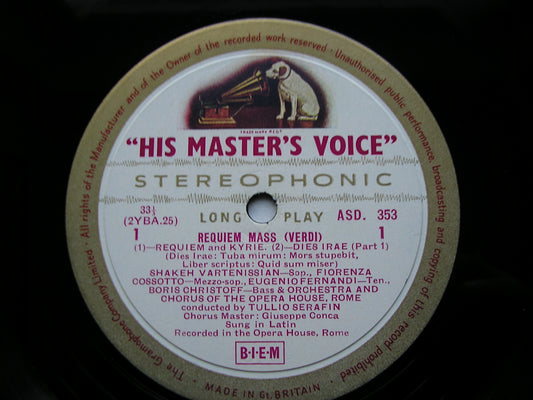 The Gramophone Company Limited · All rights of the Manufacturer and of the Owner of the recorded work reserved · Unauthorised public performance, broadcasting and copying of this record prohibited
TRADE MARK REGD
"HIS MASTER'S VOICE"
STEREOPHONIC
33⅓
(2YBA.25)
LONG PLAY
ASD. 353
1
REQUIEM MASS (VERDI)
1
(1)—REQUIEM and KYRIE. (2)—DIES IRAE (Part 1)
(Dies Irae: Tuba mirum: Mors stupebit,
Liber scriptus: Quid sum miser)
SHAKEH VARTENISSIAN—Sop., FIORENZA
COSSOTTO—Mezzo-sop., EUGENIO FERNANDI—Ten.,
BORIS CHRISTOFF—Bass & ORCHESTRA AND
CHORUS OF THE OPERA HOUSE, ROME
conducted by TULLIO SERAFIN
Chorus Master: Giuseppe Conca
Sung in Latin
Recorded in the Opera House, Rome
B·I·E·M
MADE IN Gt. BRITAIN